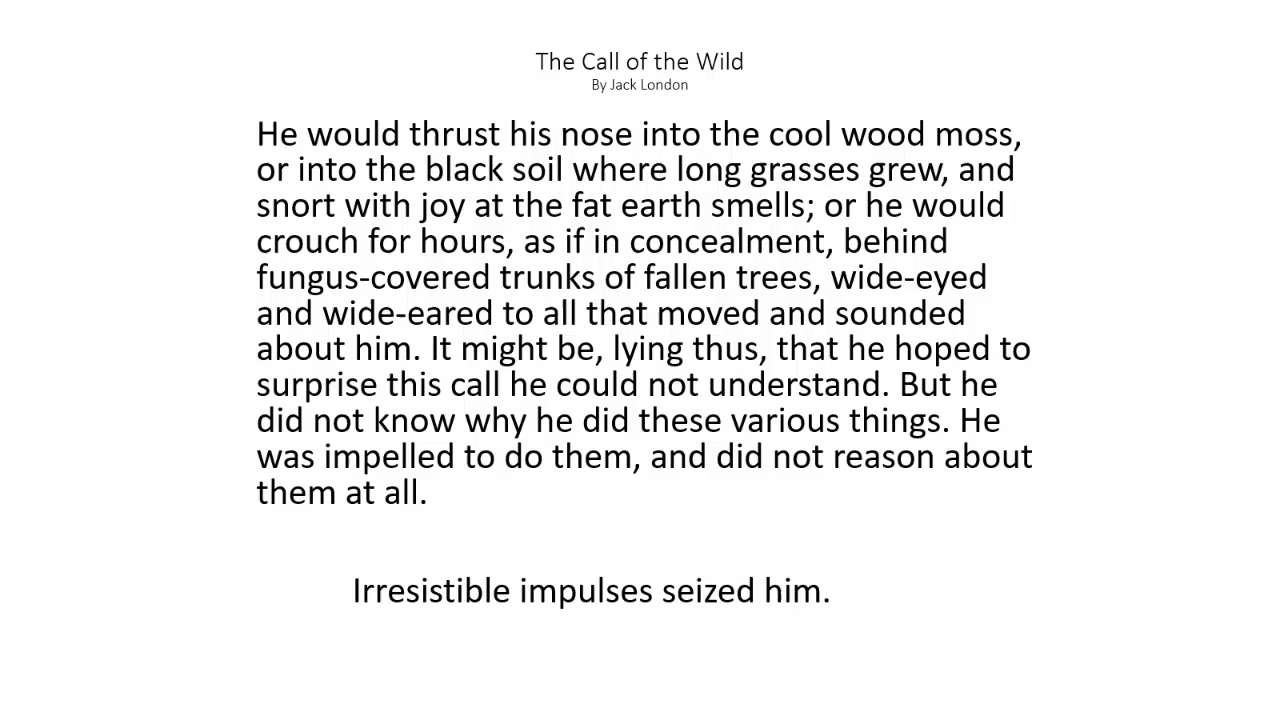 The Call of the Wild
By Jack London
He would thrust his nose into the cool wood moss,
or into the black soil where long grasses grew, and
snort with joy at the fat earth smells; or he would
crouch for hours, as if in concealment, behind
fungus-covered trunks of fallen trees, wide-eyed
and wide-eared to all that moved and sounded
about him. It might be, lying thus, that he hoped to
surprise this call he could not understand. But he
did not know why he did these various things. He
was impelled to do them, and did not reason about
them at all.
Irresistible impulses seized him.